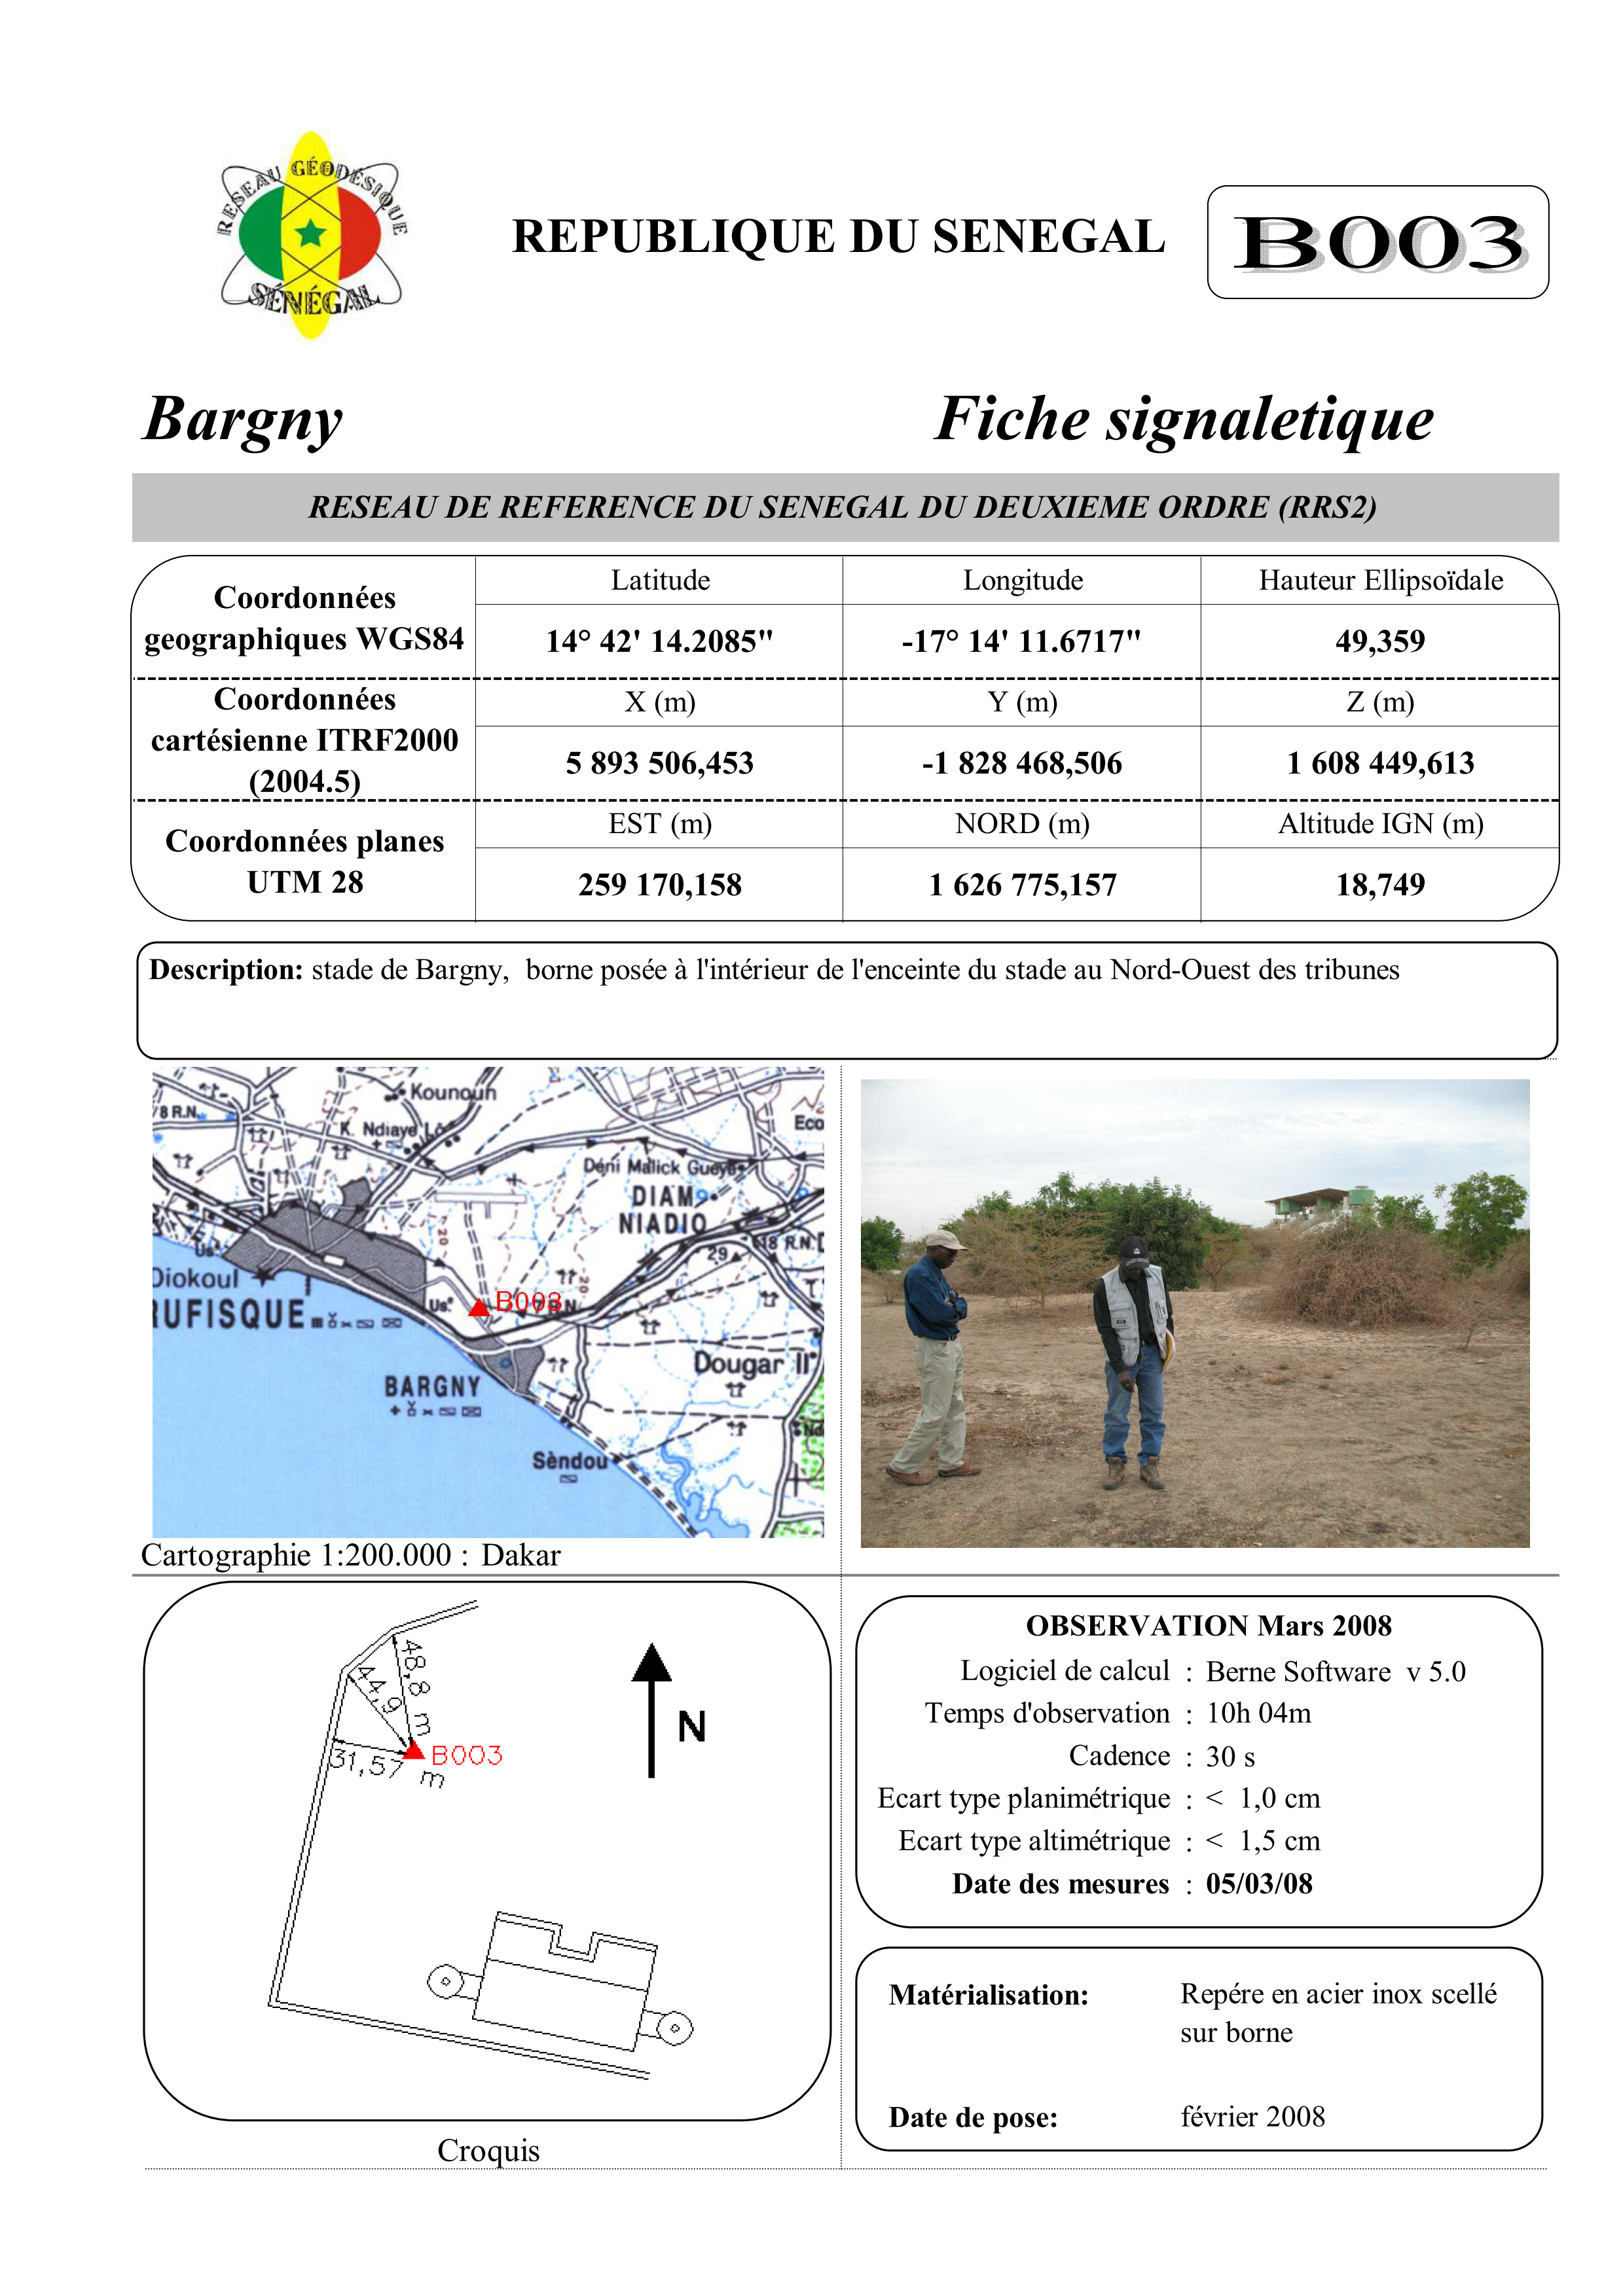 RESEAU GÉODÉSIQUE
SÉNÉGAL
REPUBLIQUE DU SENEGAL
B003
Bargny
Fiche signaletique
RESEAU DE REFERENCE DU SENEGAL DU DEUXIEME ORDRE (RRS2)
Coordonnées
geographiques WGS84
Latitude
Longitude
Hauteur Ellipsoïdale
14° 42' 14.2085"
-17° 14' 11.6717"
49,359
Coordonnées
cartésienne ITRF2000
(2004.5)
X (m)
Y (m)
Z (m)
5 893 506,453
-1 828 468,506
1 608 449,613
Coordonnées planes
UTM 28
EST (m)
NORD (m)
Altitude IGN (m)
259 170,158
1 626 775,157
18,749
Description: stade de Bargny,  borne posée à l'intérieur de l'enceinte du stade au Nord-Ouest des tribunes
Kounoun
8 R.N.
Eco
K. Ndiaye Lô
Déni Malick Gueye
DIAM
NIADIO
20
29
18 R.N.
Us.
Diokoul
RUFISQUE
Us.
B003
20
Dougar II
BARGNY
Sèndou
Cartographie 1:200.000 : Dakar
48,8 m
44,9
31,57 m
B003
N
Croquis
OBSERVATION Mars 2008
Logiciel de calcul : Berne Software  v 5.0
Temps d'observation : 10h 04m
Cadence : 30 s
Ecart type planimétrique : <  1,0 cm
Ecart type altimétrique : <  1,5 cm
Date des mesures : 05/03/08
Matérialisation: Repére en acier inox scellé
sur borne
Date de pose: février 2008